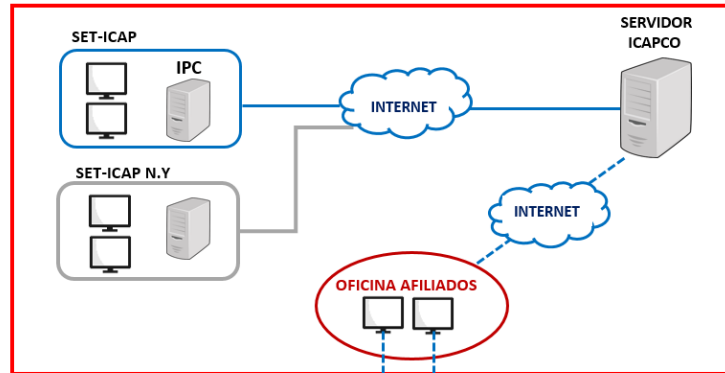 SET-ICAP
IPC
INTERNET
SERVIDOR
ICAPCO
SET-ICAP N.Y
INTERNET
OFICINA AFILIADOS